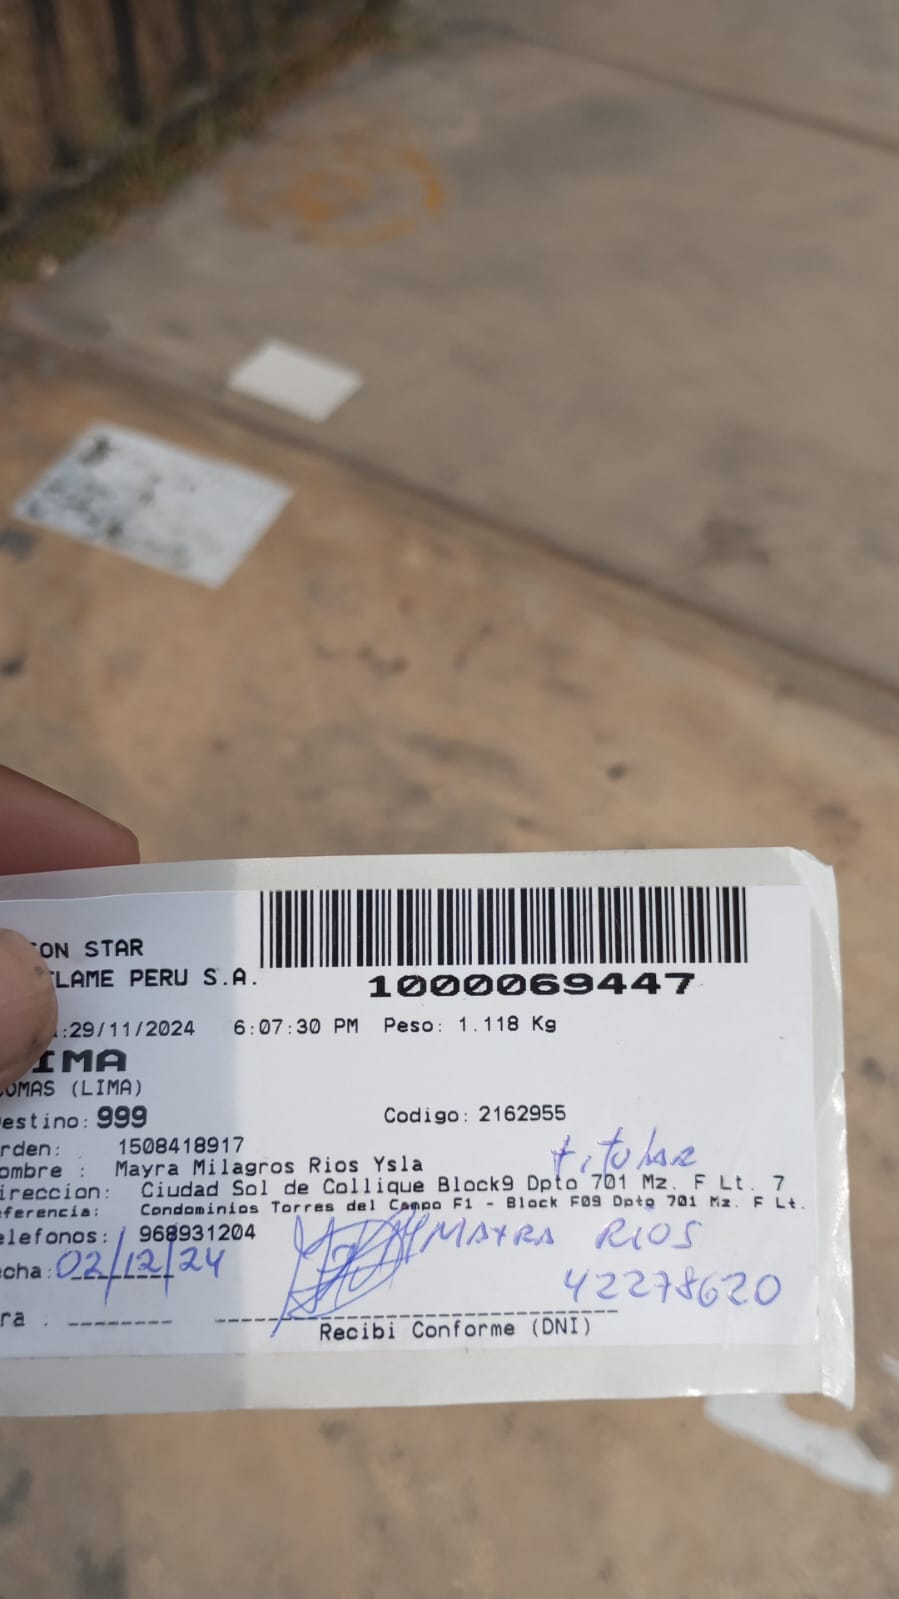 ON STAR
LAME PERU S.A.
1000069447
:29/11/2024 6:07:30 PM Peso: 1.118 Kg
IMA
OMAS (LIMA)
estino: 999 Codigo: 2162955
rden: 1508418917
titular
ombre : Mayra Milagros Rios Ysla
ireccion: Ciudad Sol de Collique Block9 Dpto 701 Mz. F Lt. 7
ferencia: Condominios Torres del Campo F1 - Block F09 Dpto 701 Mz. F Lt.
elefonos: 968931204
MAYRA RIOS
echa: 02/12/24
42278620
ra :
Recibi Conforme (DNI)